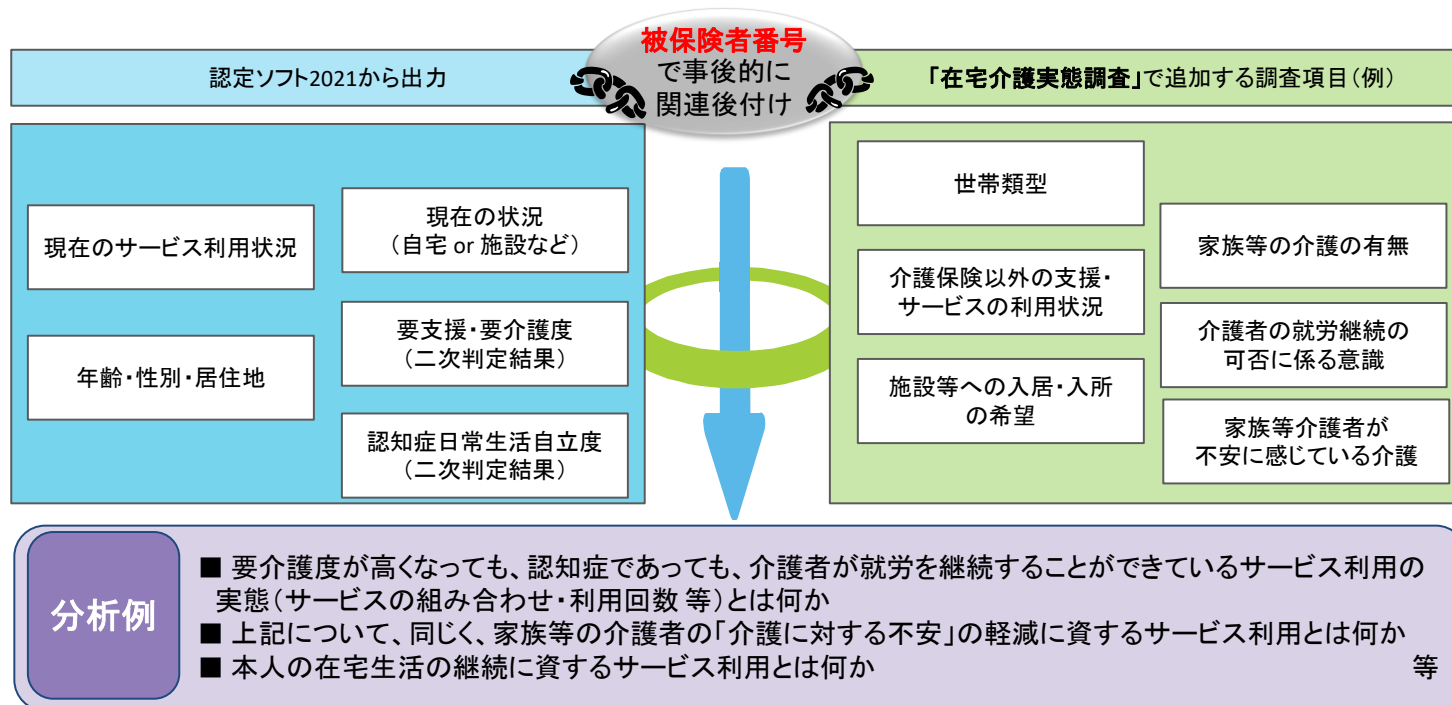 被保険者番号
で事後的に
関連後付け
認定ソフト2021から出力
現在のサービス利用状況
年齢・性別・居住地
現在の状況
（自宅 or 施設など）
要支援・要介護度
（二次判定結果）
認知症日常生活自立度
（二次判定結果）
「在宅介護実態調査」で追加する調査項目（例）
世帯類型
介護保険以外の支援・
サービスの利用状況
施設等への入居・入所
の希望
家族等の介護の有無
介護者の就労継続の
可否に係る意識
家族等介護者が
不安に感じている介護
分析例
■ 要介護度が高くなっても、認知症であっても、介護者が就労を継続することができているサービス利用の
実態（サービスの組み合わせ・利用回数 等）とは何か
■ 上記について、同じく、家族等の介護者の「介護に対する不安」の軽減に資するサービス利用とは何か
■ 本人の在宅生活の継続に資するサービス利用とは何か 等